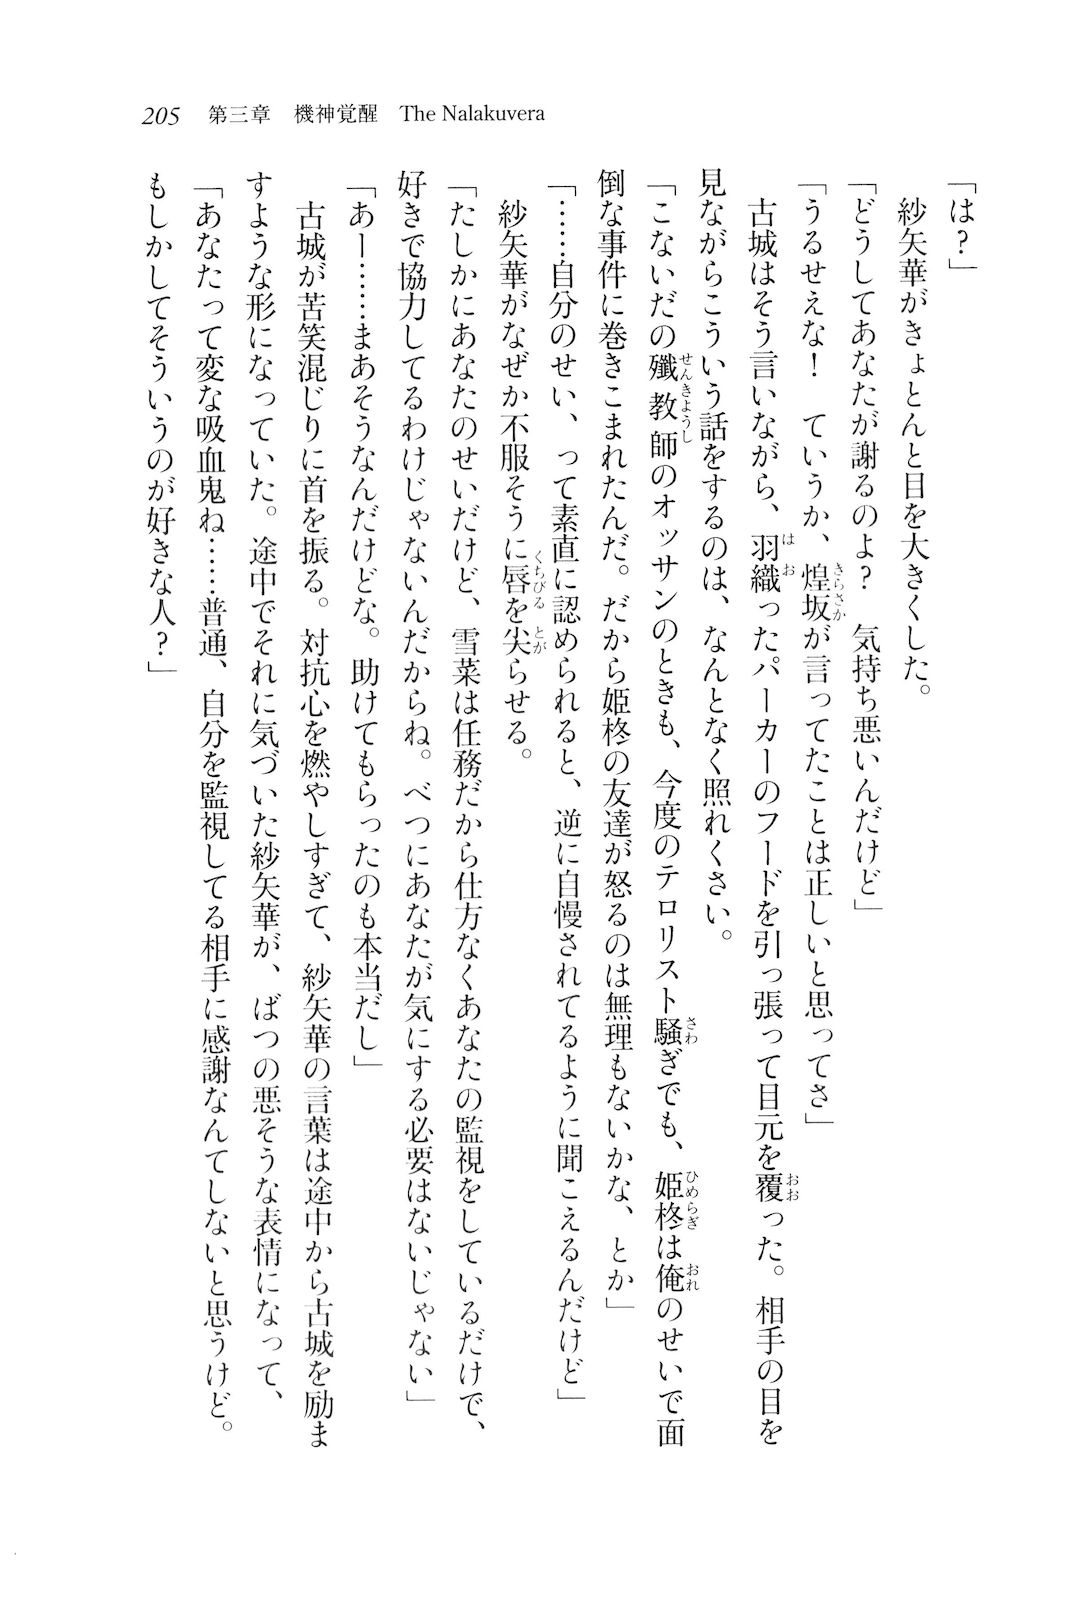 205 第三章 機神覚醒 The Nalakuvera
「は？」
紗矢華がきょとんと目を大きくした。
「どうしてあなたが謝るのよ？ 気持ち悪いんだけど」
「うるせえな！ ていうか、煌坂が言ってたことは正しいと思ってさ」
古城はそう言いながら、羽織ったパーカーのフードを引っ張って目元を覆った。相手の目を
見ながらこういう話をするのは、なんとなく照れくさい。
「こないだの殲教師のオッサンのときも、今度のテロリスト騒ぎでも、姫柊は俺のせいで面
倒な事件に巻きこまれたんだ。だから姫柊の友達が怒るのは無理もないかな、とか」
「……自分のせい、って素直に認められると、逆に自慢されてるように聞こえるんだけど」
紗矢華がなぜか不服そうに唇を尖らせる。
「たしかにあなたのせいだけど、雪菜は任務だから仕方なくあなたの監視をしているだけで、
好きで協力してるわけじゃないんだからね。べつにあなたが気にする必要はないじゃない」
「あー……まあそうなんだけどな。助けてもらったのも本当だし」
古城が苦笑混じりに首を振る。対抗心を燃やしすぎて、紗矢華の言葉は途中から古城を励ま
すような形になっていた。途中でそれに気づいた紗矢華が、ばつの悪そうな表情になって、
「あなたって変な吸血鬼ね……普通、自分を監視してる相手に感謝なんてしないと思うけど。
もしかしてそういうのが好きな人？」